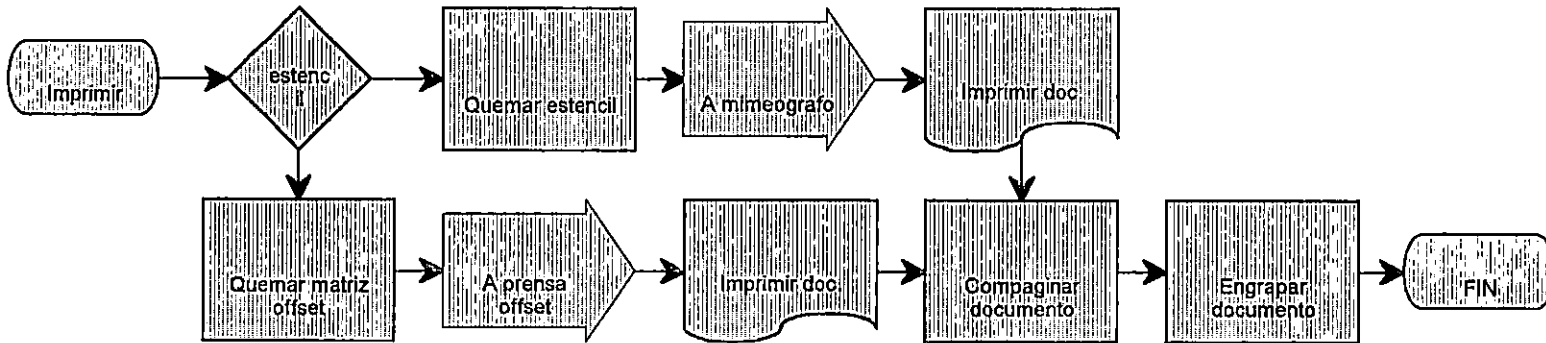 Imprimir
estenc
il
Quemar estencil
A mimeografo
Imprimir doc
Quemar matriz
offset
A prensa
offset
Imprimir doc.
Compaginar
documento
Engrapar
documento
FIN